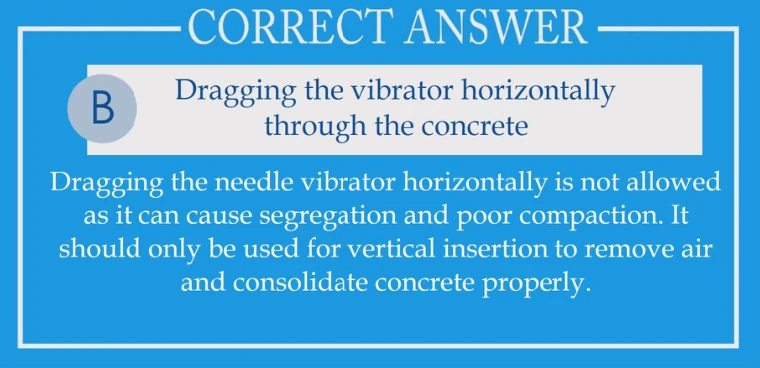 CORRECT ANSWER
B
Dragging the vibrator horizontally
through the concrete
Dragging the needle vibrator horizontally is not allowed
as it can cause segregation and poor compaction. It
should only be used for vertical insertion to remove air
and consolidate concrete properly.